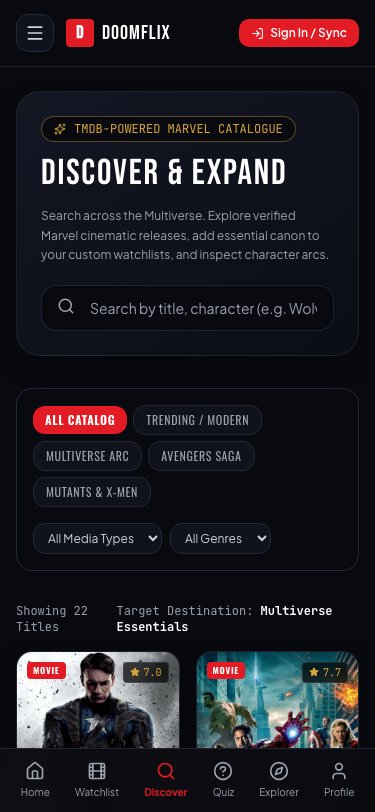 D DOOMFLIX Sign In / Sync
TMDB-POWERED MARVEL CATALOGUE
DISCOVER & EXPAND
Search across the Multiverse. Explore verified
Marvel cinematic releases, add essential canon to
your custom watchlists, and inspect character arcs.
Search by title, character (e.g. Wolv
ALL CATALOG TRENDING / MODERN
MULTIVERSE ARC AVENGERS SAGA
MUTANTS & X-MEN
All Media Types All Genres
Showing 22 Titles
Target Destination: Multiverse Essentials
MOVIE 7.0 MOVIE 7.7
Home Watchlist Discover Quiz Explorer Profile